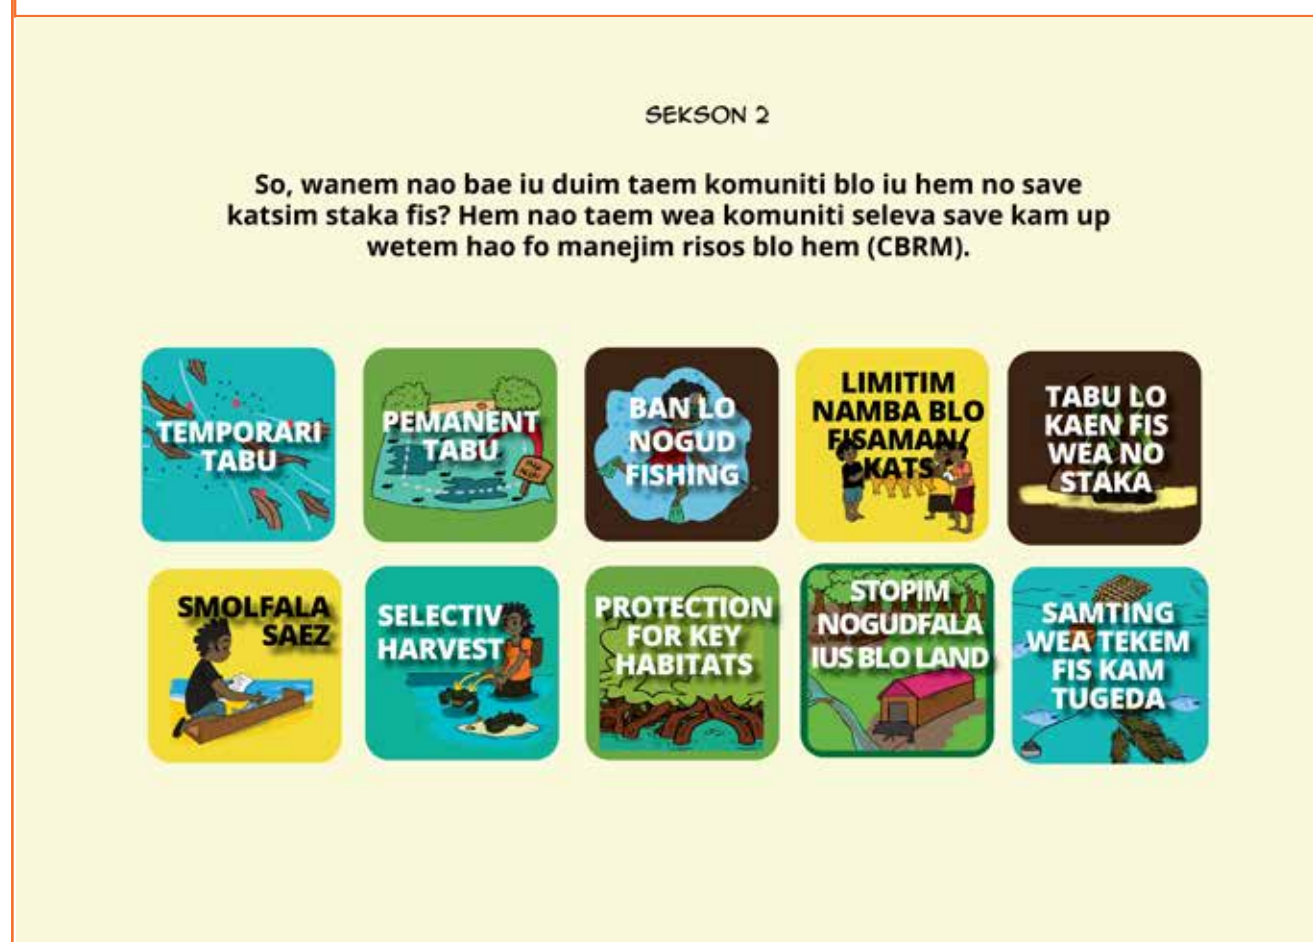 SEKSON 2
So, wanem nao bae iu duim taem komuniti blo iu hem no save
katsim staka fis? Hem nao taem wea komuniti seleva save kam up
wetem hao fo manejim risos blo hem (CBRM).
TEMPORARI
TABU
PEMANENT
TABU
BAN LO
NOGUD
FISHING
LIMITIM
NAMBA BLO
FISAMAN/
KATS
TABU LO
KAEN FIS
WEA NO
STAKA
SMOLFALA
SAEZ
SELECTIV
HARVEST
PROTECTION
FOR KEY
HABITATS
STOPIM
NOGUDFALA
IUS BLO LAND
SAMTING
WEA TEKEM
FIS KAM
TUGEDA